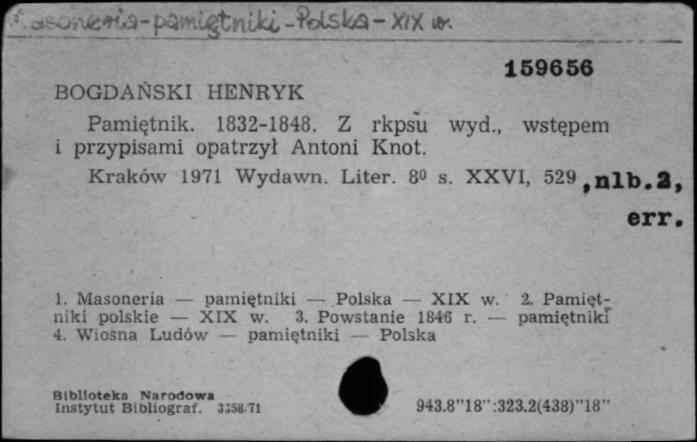 Masoneria - pamiętniki - Polska - XIX w.
159656
BOGDAŃSKI HENRYK
Pamiętnik. 1832-1848. Z rkpsu wyd., wstępem
i przypisami opatrzył Antoni Knot.
Kraków 1971 Wydawn. Liter. 8⁰ s. XXVI, 529, nlb.2,
err.
1. Masoneria — pamiętniki — Polska — XIX w. 2. Pamięt-
niki polskie — XIX w. 3. Powstanie 1846 r. — pamiętniki
4. Wiosna Ludów — pamiętniki — Polska
Biblioteka Narodowa
Instytut Bibliograf. 3358/71
943.8"18":323.2(438)"18"